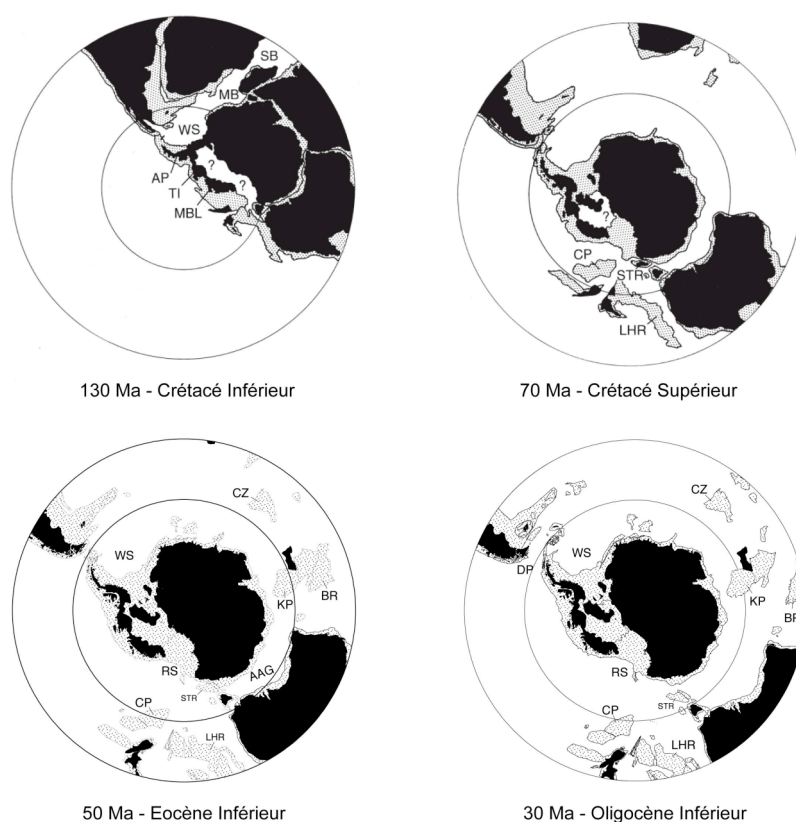 SB
MB
WS
?
AP
TI
?
MBL
130 Ma - Crétacé Inférieur
?
CP
STR
LHR
70 Ma - Crétacé Supérieur
CZ
WS
BR
KP
RS
AAG
STR
CP
LHR
50 Ma - Eocène Inférieur
CZ
WS
DP
KP
BR
RS
STR
CP
LHR
30 Ma - Oligocène Inférieur